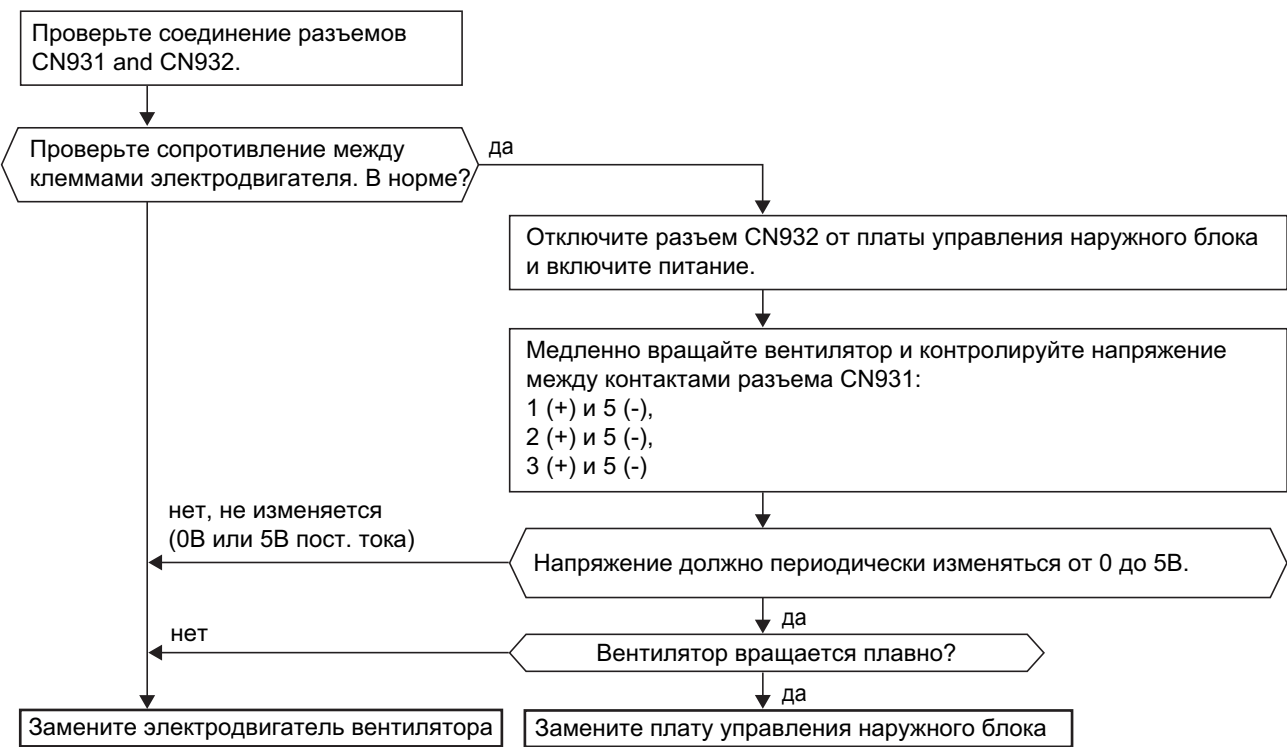 Проверьте соединение разъемов
CN931 and CN932.
Проверьте сопротивление между
клеммами электродвигателя. В норме?
да
Отключите разъем CN932 от платы управления наружного блока
и включите питание.
Медленно вращайте вентилятор и контролируйте напряжение
между контактами разъема CN931:
1 (+) и 5 (-),
2 (+) и 5 (-),
3 (+) и 5 (-)
нет, не изменяется
(0В или 5В пост. тока)
Напряжение должно периодически изменяться от 0 до 5В.
да
нет
Вентилятор вращается плавно?
да
Замените электродвигатель вентилятора
Замените плату управления наружного блока